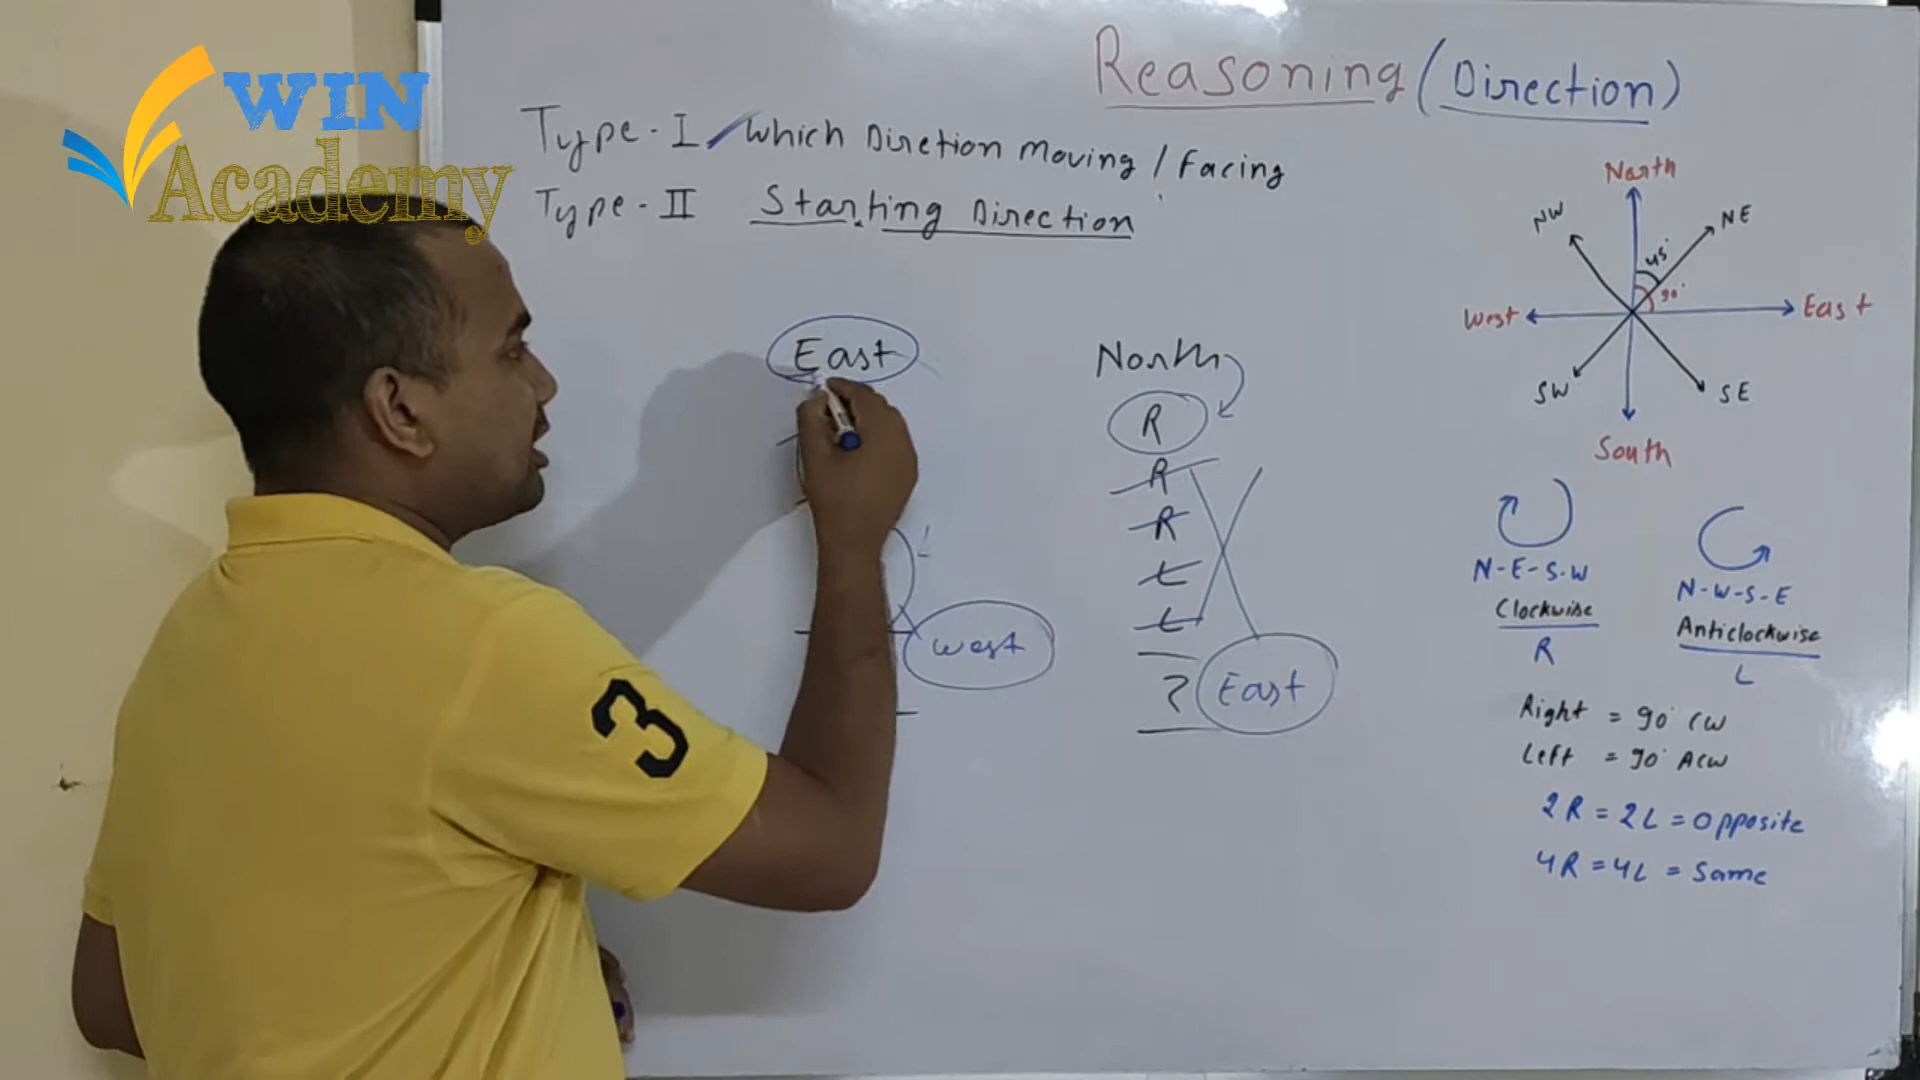 WIN
Academy
Reasoning (Direction)
Type - I which Diretion moving / Facing
Type - II Starting Direction
North
NW
NE
45°
90°
West
East
SW
SE
South
East
west
North
R
R
R
L
L
?
East
N-E-S-W
Clockwise
R
N-W-S-E
Anticlockwise
L
Right = 90° CW
Left = 90° ACW
2R = 2L = opposite
4R = 4L = Same
3